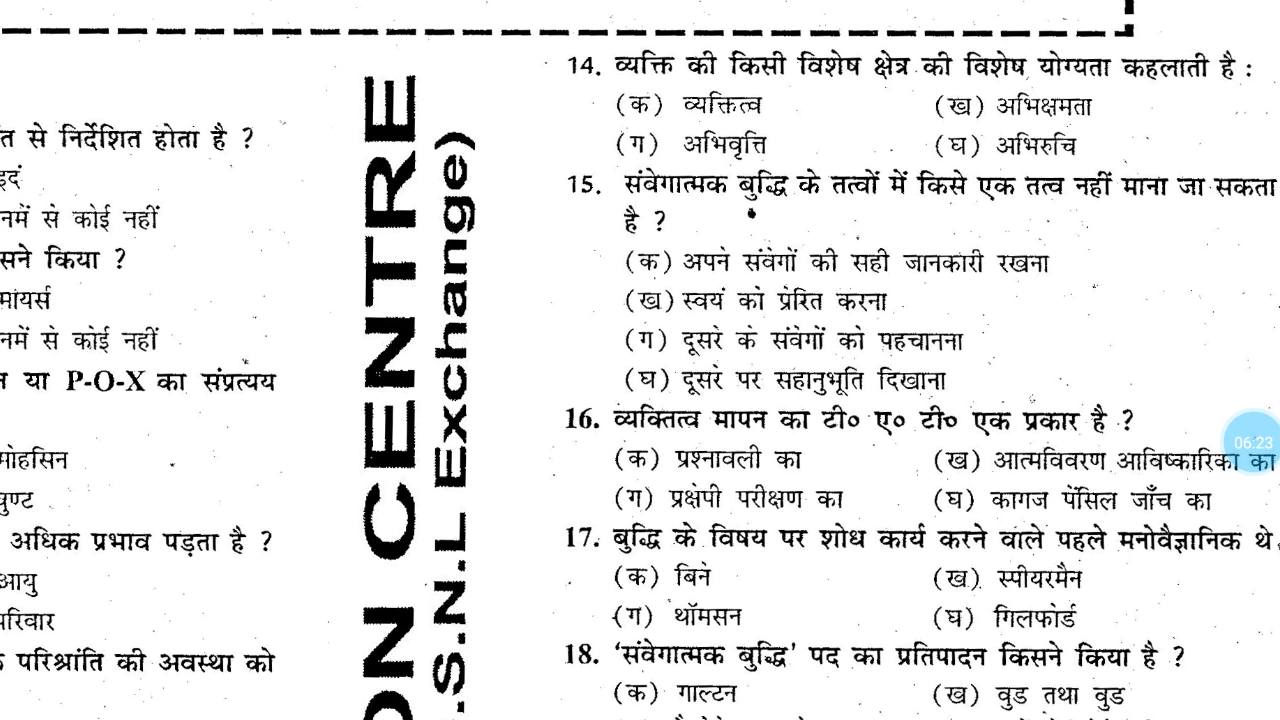 त से निर्देशित होता है ?
इदं
नमें से कोई नहीं
सने किया ?
मायर्स
नमें से कोई नहीं
न या P-O-X का संप्रत्यय
मोहसिन
वुण्ट
अधिक प्रभाव पड़ता है ?
आयु
परिवार
परिश्रांति की अवस्था को
ON CENTRE
.S.N.L Exchange)
14. व्यक्ति की किसी विशेष क्षेत्र की विशेष योग्यता कहलाती है :
(क) व्यक्तित्व (ख) अभिक्षमता
(ग) अभिवृत्ति (घ) अभिरुचि
15. संवेगात्मक बुद्धि के तत्वों में किसे एक तत्व नहीं माना जा सकता
है ?
(क) अपने संवेगों की सही जानकारी रखना
(ख) स्वयं को प्रेरित करना
(ग) दूसरे के संवेगों को पहचानना
(घ) दूसरे पर सहानुभूति दिखाना
16. व्यक्तित्व मापन का टी० ए० टी० एक प्रकार है ?
(क) प्रश्नावली का (ख) आत्मविवरण आविष्कारिका का
(ग) प्रक्षेपी परीक्षण का (घ) कागज पेंसिल जाँच का
06:23
17. बुद्धि के विषय पर शोध कार्य करने वाले पहले मनोवैज्ञानिक थे
(क) बिने (ख) स्पीयरमैन
(ग) थॉमसन (घ) गिलफोर्ड
18. ‘संवेगात्मक बुद्धि’ पद का प्रतिपादन किसने किया है ?
(क) गाल्टन (ख) वुड तथा वुड